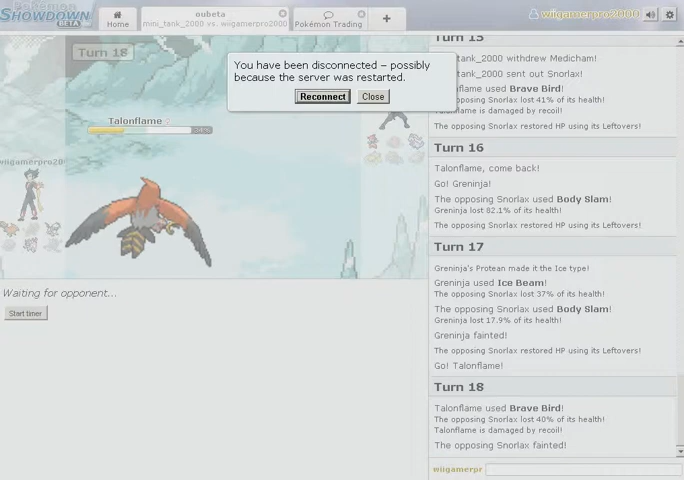 Pokémon
SHOWDOWN
BETA
Home
oubeta
mini_tank_2000 vs. wiigamerpro2000
Pokémon Trading
wiigamerpro2000
Turn 18
You have been disconnected – possibly
because the server was restarted.
Reconnect
Close
Talonflame
34%
wiigamerpro20
Waiting for opponent...
Start timer
Turn 15
_tank_2000 withdrew Medicham!
_tank_2000 sent out Snorlax!
onflame used Brave Bird!
opposing Snorlax lost 41% of its health!
nflame is damaged by recoil!
The opposing Snorlax restored HP using its Leftovers!
Turn 16
Talonflame, come back!
Go! Greninja!
The opposing Snorlax used Body Slam!
Greninja lost 82.1% of its health!
The opposing Snorlax restored HP using its Leftovers!
Turn 17
Greninja's Protean made it the Ice type!
Greninja used Ice Beam!
The opposing Snorlax lost 37% of its health!
The opposing Snorlax used Body Slam!
Greninja lost 17.9% of its health!
Greninja fainted!
The opposing Snorlax restored HP using its Leftovers!
Go! Talonflame!
Turn 18
Talonflame used Brave Bird!
The opposing Snorlax lost 40% of its health!
Talonflame is damaged by recoil!
The opposing Snorlax fainted!
wiigamerpr